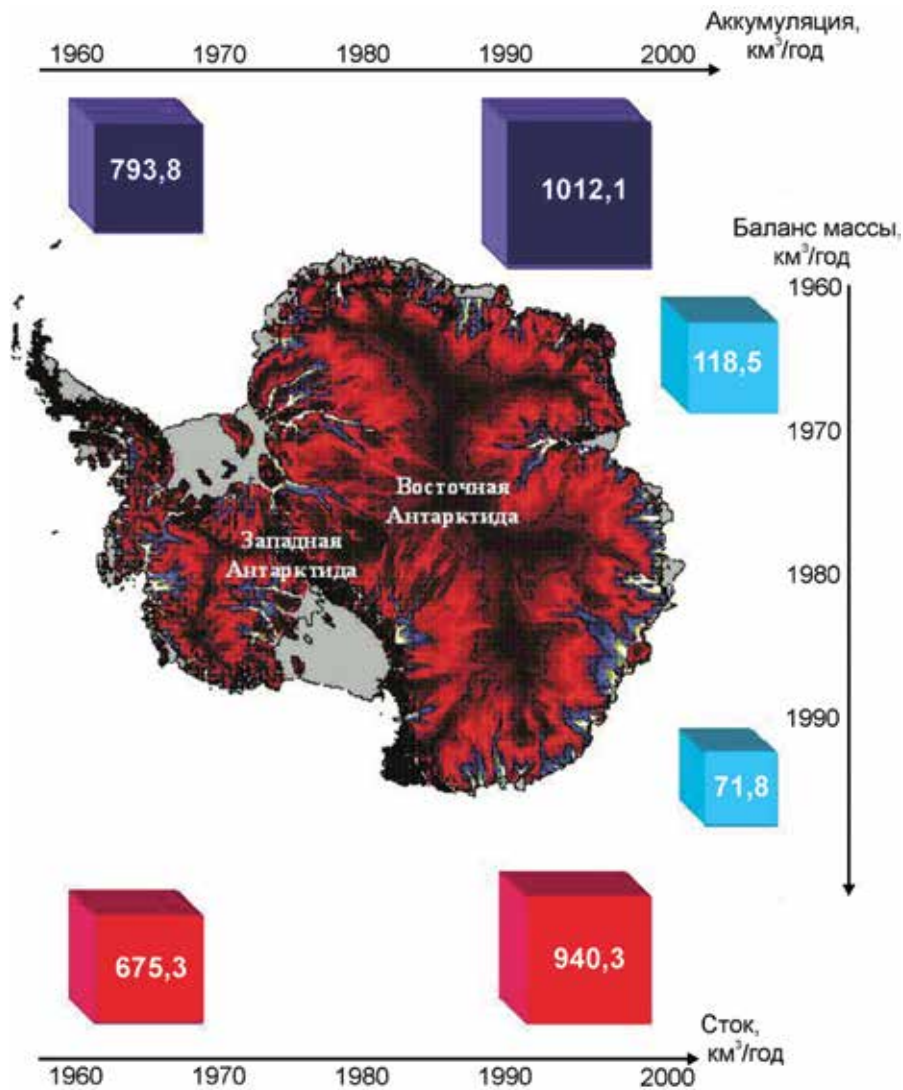 Аккумуляция,
км³/год
1960 1970 1980 1990 2000
793,8
1012,1
Баланс массы,
км³/год
1960
118,5
1970
Восточная
Антарктида
Западная
Антарктида
1980
1990
71,8
675,3
940,3
Сток,
км³/год
1960 1970 1980 1990 2000